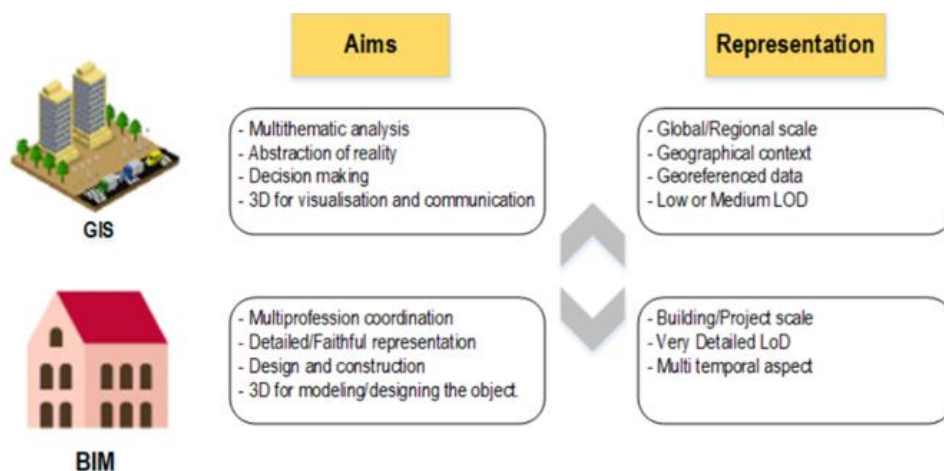 Aims
Representation
- Multithematic analysis
- Abstraction of reality
- Decision making
- 3D for visualisation and communication
- Global/Regional scale
- Geographical context
- Georeferenced data
- Low or Medium LOD
GIS
- Multiprofession coordination
- Detailed/Faithful representation
- Design and construction
- 3D for modeling/designing the object.
- Building/Project scale
- Very Detailed LoD
- Multi temporal aspect
BIM